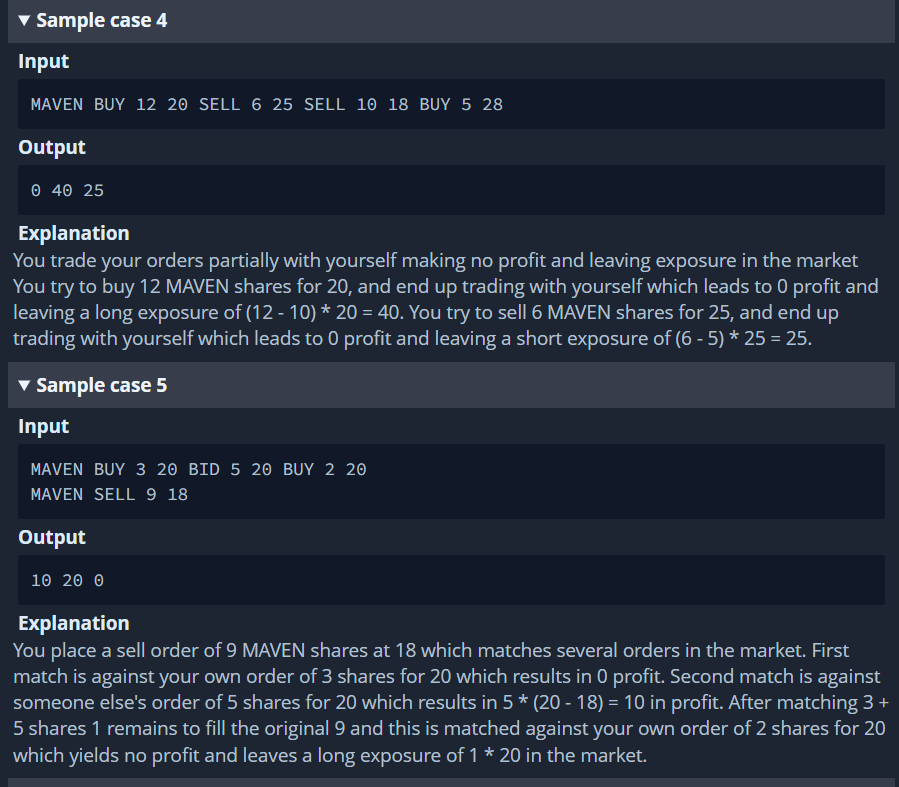 ▼ Sample case 4
Input
MAVEN BUY 12 20 SELL 6 25 SELL 10 18 BUY 5 28
Output
0 40 25
Explanation
You trade your orders partially with yourself making no profit and leaving exposure in the market
You try to buy 12 MAVEN shares for 20, and end up trading with yourself which leads to 0 profit and
leaving a long exposure of (12 - 10) * 20 = 40. You try to sell 6 MAVEN shares for 25, and end up
trading with yourself which leads to 0 profit and leaving a short exposure of (6 - 5) * 25 = 25.
▼ Sample case 5
Input
MAVEN BUY 3 20 BID 5 20 BUY 2 20
MAVEN SELL 9 18
Output
10 20 0
Explanation
You place a sell order of 9 MAVEN shares at 18 which matches several orders in the market. First
match is against your own order of 3 shares for 20 which results in 0 profit. Second match is against
someone else's order of 5 shares for 20 which results in 5 * (20 - 18) = 10 in profit. After matching 3 +
5 shares 1 remains to fill the original 9 and this is matched against your own order of 2 shares for 20
which yields no profit and leaves a long exposure of 1 * 20 in the market.